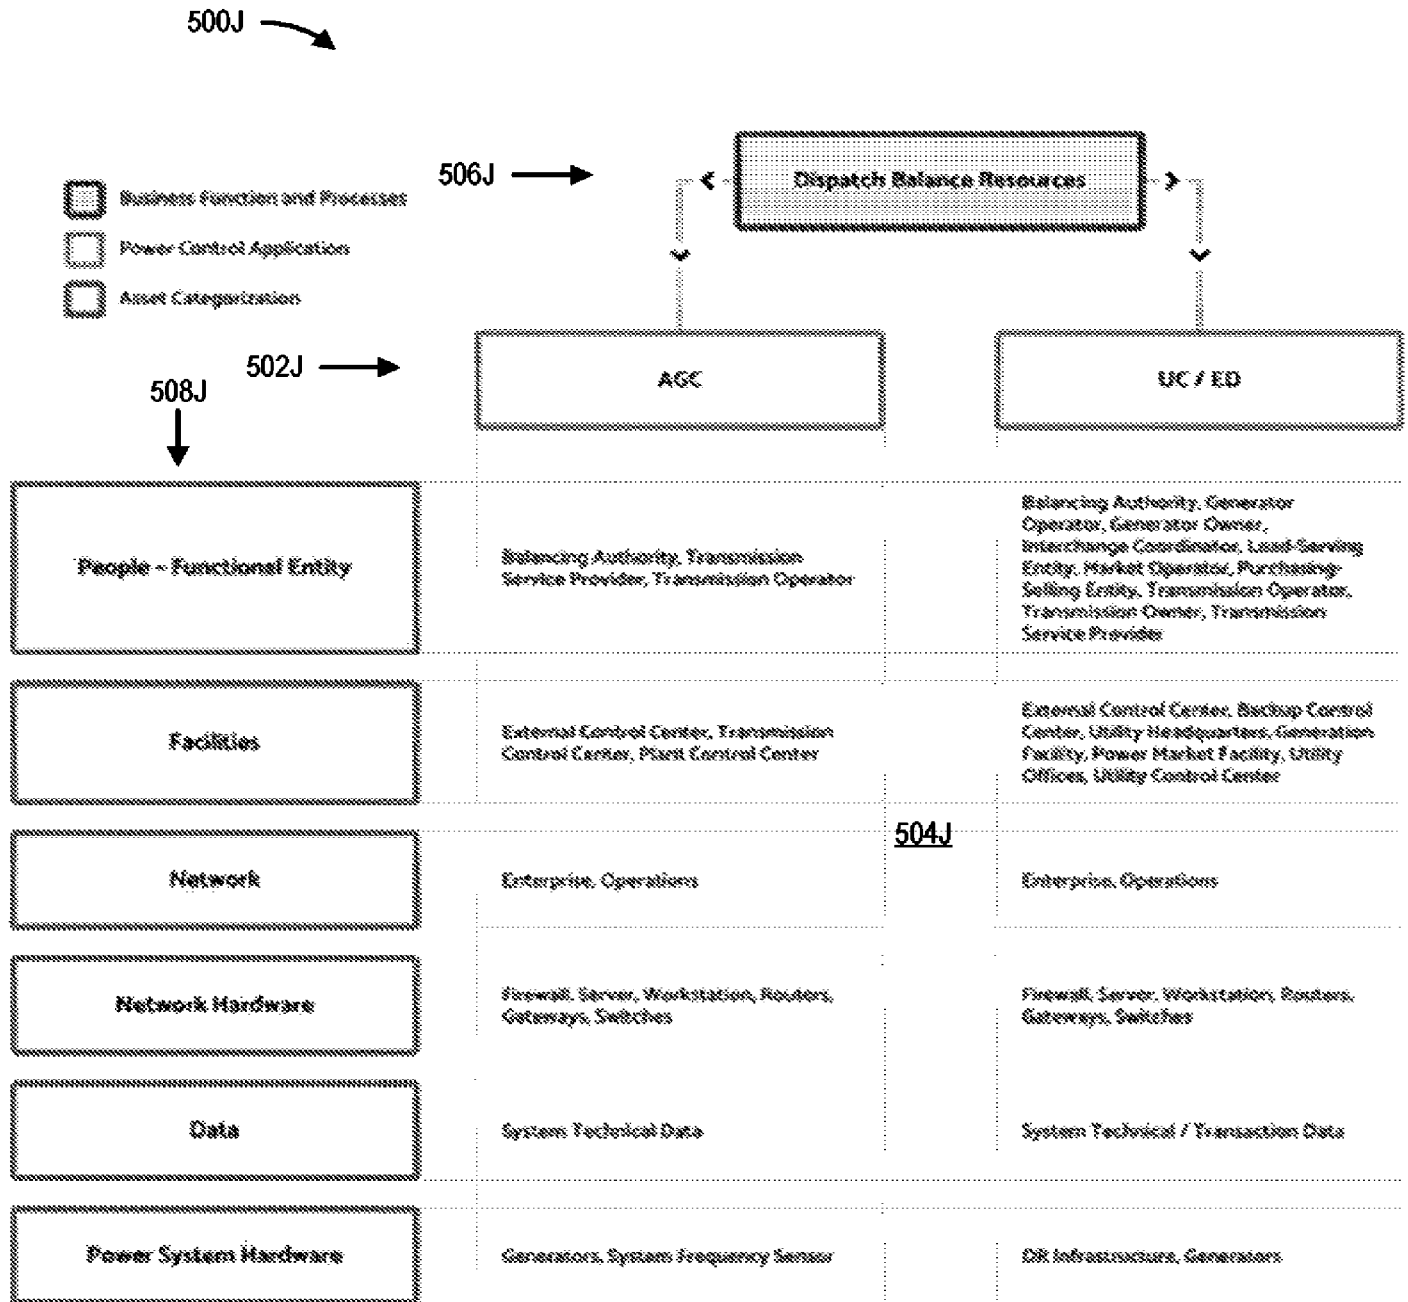 500J
506J
Dispatch Balance Resources
Business Function and Processes
Power Control Application
Asset Categorization
502J
508J
AGC
UC / ED
People – Functional Entity
Balancing Authority, Transmission
Service Provider, Transmission Operator
Balancing Authority, Generator
Operator, Generator Owner,
Interchange Coordinator, Load-Serving
Entity, Market Operator, Purchasing-
Selling Entity, Transmission Operator,
Transmission Owner, Transmission
Service Provider
Facilities
External Control Center, Transmission
Control Center, Plant Control Center
External Control Center, Backup Control
Center, Utility Headquarters, Generation
Facility, Power Market Facility, Utility
Offices, Utility Control Center
504J
Network
Enterprise, Operations
Enterprise, Operations
Network Hardware
Firewall, Server, Workstation, Routers,
Gateways, Switches
Firewall, Server, Workstation, Routers,
Gateways, Switches
Data
System Technical Data
System Technical / Transaction Data
Power System Hardware
Generators, System Frequency Sensor
DR Infrastructure, Generators